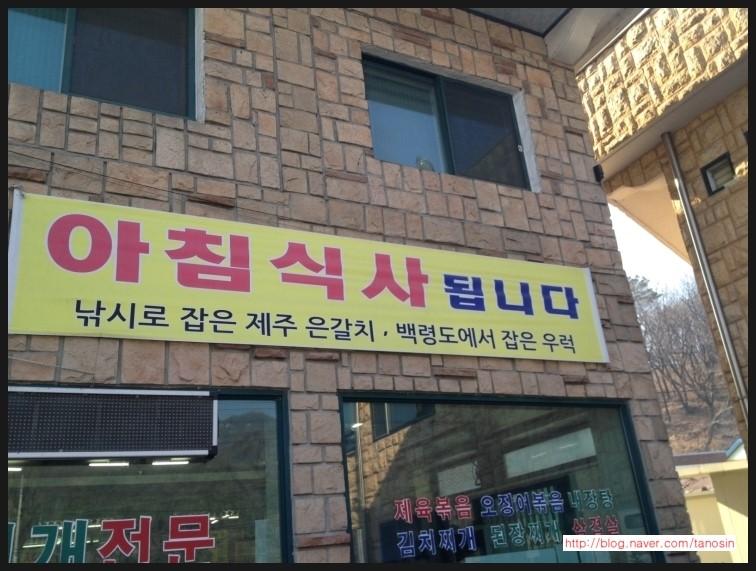 아침식사 됩니다
낚시로 잡은 제주 은갈치, 백령도에서 잡은 우럭
제육볶음 오징어볶음 내장탕
김치찌개 된장찌개
개전문
http://blog.naver.com/tanosin